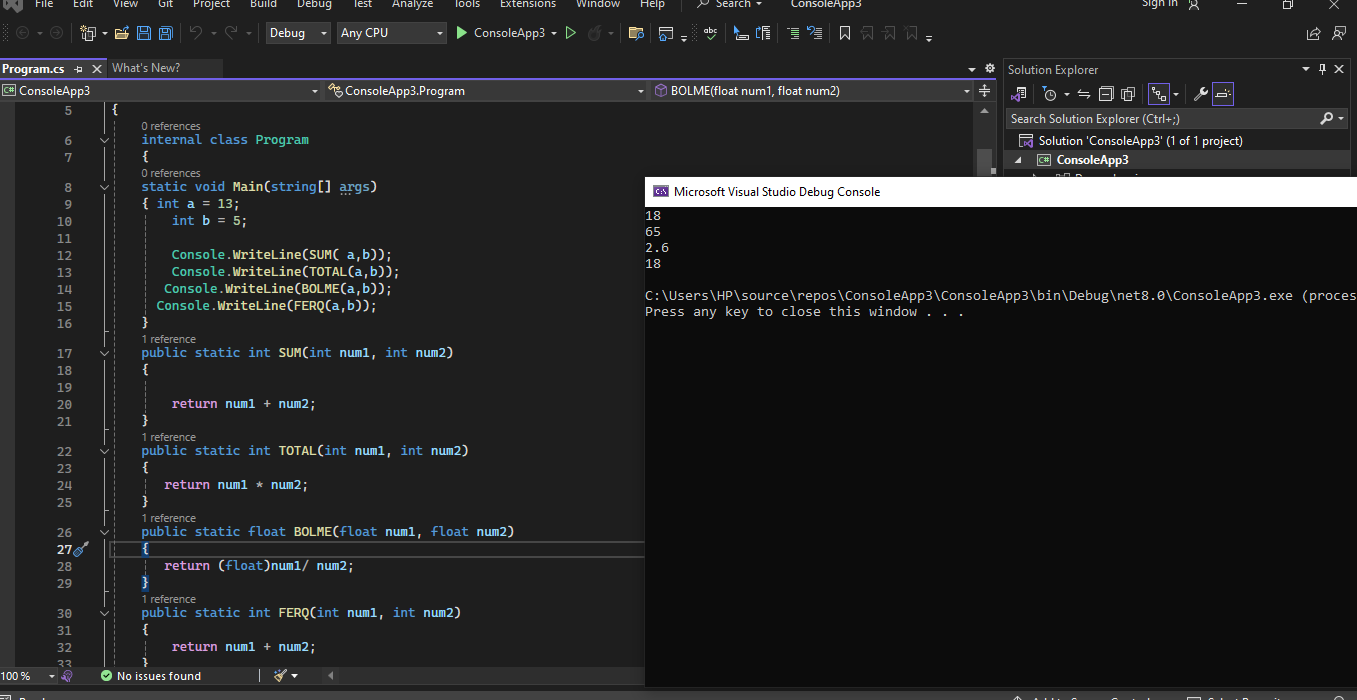 File Edit View Git Project Build Debug Test Analyze Tools Extensions Window Help Search ConsoleApp3 Sign in
Debug Any CPU ConsoleApp3
Program.cs What's New?
ConsoleApp3 ConsoleApp3.Program BOLME(float num1, float num2)
5 {
0 references
6 internal class Program
7 {
0 references
8 static void Main(string[] args)
9 { int a = 13;
10 int b = 5;
11
12 Console.WriteLine(SUM( a,b));
13 Console.WriteLine(TOTAL(a,b));
14 Console.WriteLine(BOLME(a,b));
15 Console.WriteLine(FERQ(a,b));
16 }
1 reference
17 public static int SUM(int num1, int num2)
18 {
19
20 return num1 + num2;
21 }
1 reference
22 public static int TOTAL(int num1, int num2)
23 {
24 return num1 * num2;
25 }
1 reference
26 public static float BOLME(float num1, float num2)
27 {
28 return (float)num1/ num2;
29 }
1 reference
30 public static int FERQ(int num1, int num2)
31 {
32 return num1 + num2;
33 }
100 % No issues found
Solution Explorer
Search Solution Explorer (Ctrl+;)
Solution 'ConsoleApp3' (1 of 1 project)
C# ConsoleApp3
Microsoft Visual Studio Debug Console
18
65
2.6
18
C:\Users\HP\source\repos\ConsoleApp3\ConsoleApp3\bin\Debug\net8.0\ConsoleApp3.exe (proces
Press any key to close this window . . .